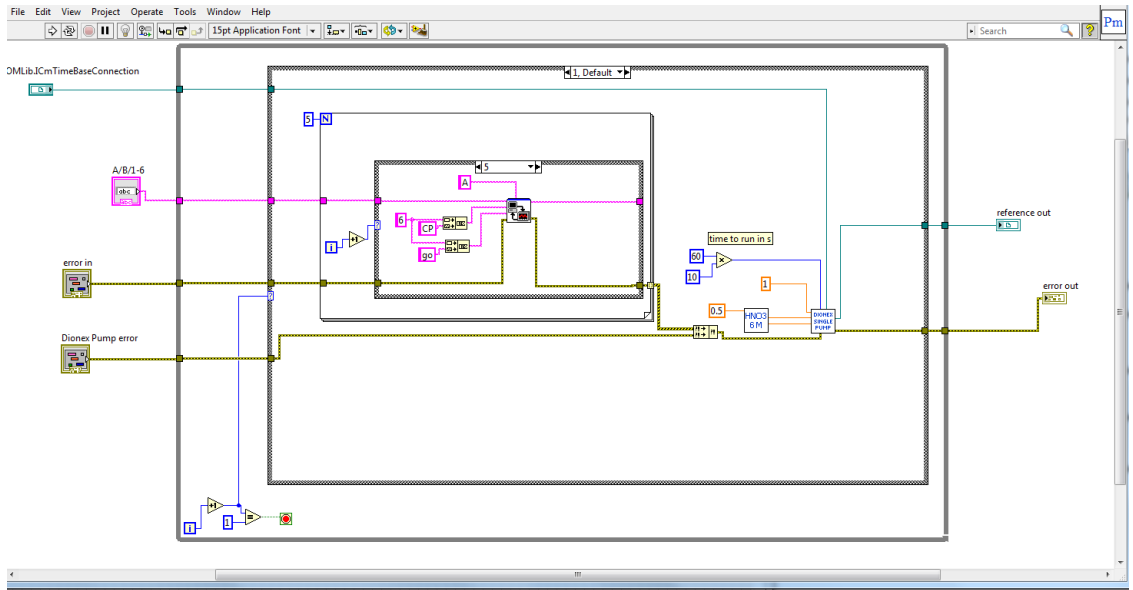 File Edit View Project Operate Tools Window Help
15pt Application Font
Search
Pm
OMLib.ICmTimeBaseConnection
1, Default
5 N
A/B/1-6
abc
5
A
6
CP
go
i
reference out
time to run in s
60
10
1
error in
error out
0.5
HNO3
6 M
DIONEX
SINGLE
PUMP
Dionex Pump error
i
1